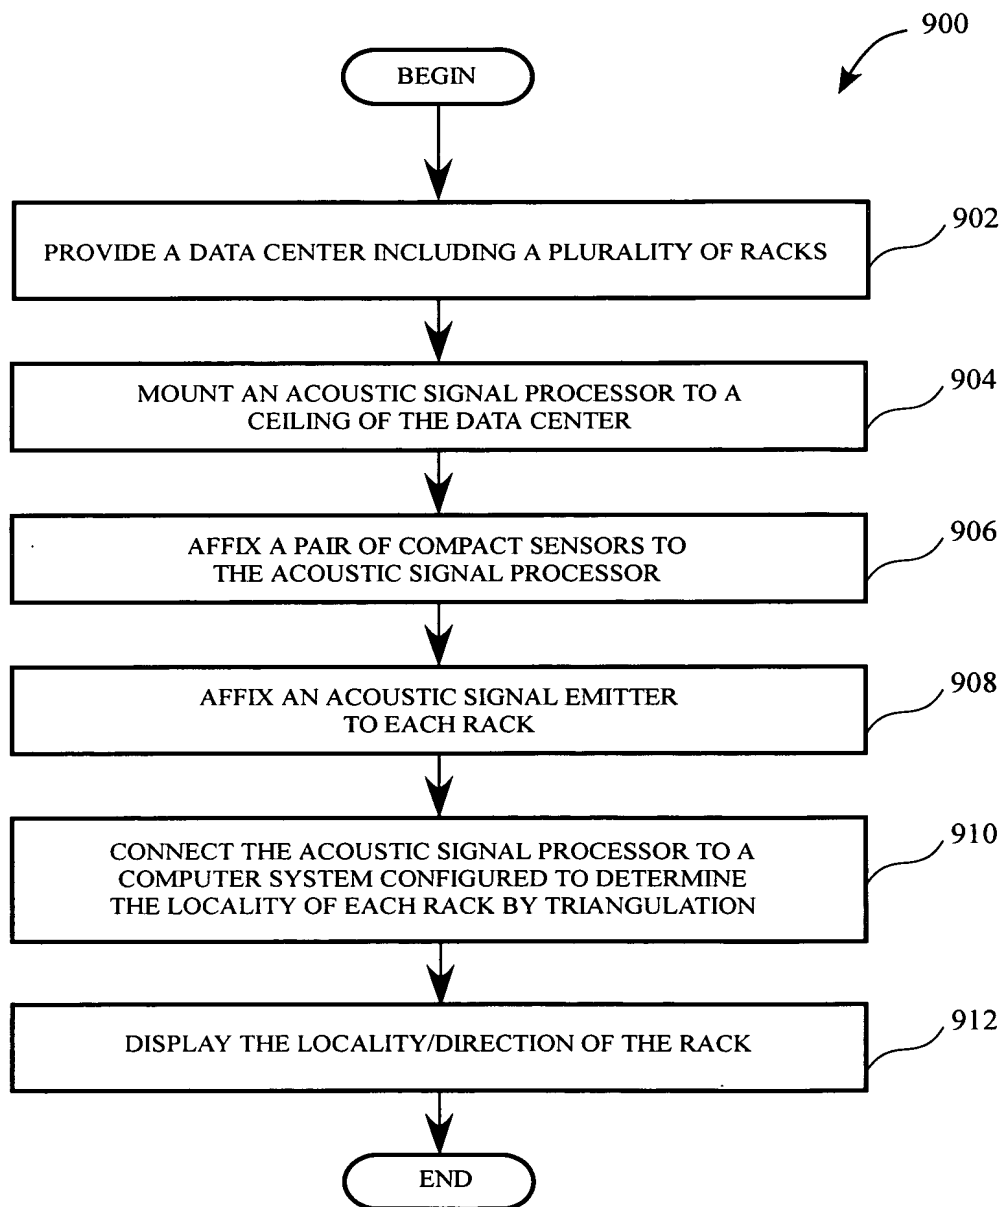 900
BEGIN
902
PROVIDE A DATA CENTER INCLUDING A PLURALITY OF RACKS
904
MOUNT AN ACOUSTIC SIGNAL PROCESSOR TO A
CEILING OF THE DATA CENTER
906
AFFIX A PAIR OF COMPACT SENSORS TO
THE ACOUSTIC SIGNAL PROCESSOR
908
AFFIX AN ACOUSTIC SIGNAL EMITTER
TO EACH RACK
910
CONNECT THE ACOUSTIC SIGNAL PROCESSOR TO A
COMPUTER SYSTEM CONFIGURED TO DETERMINE
THE LOCALITY OF EACH RACK BY TRIANGULATION
912
DISPLAY THE LOCALITY/DIRECTION OF THE RACK
END